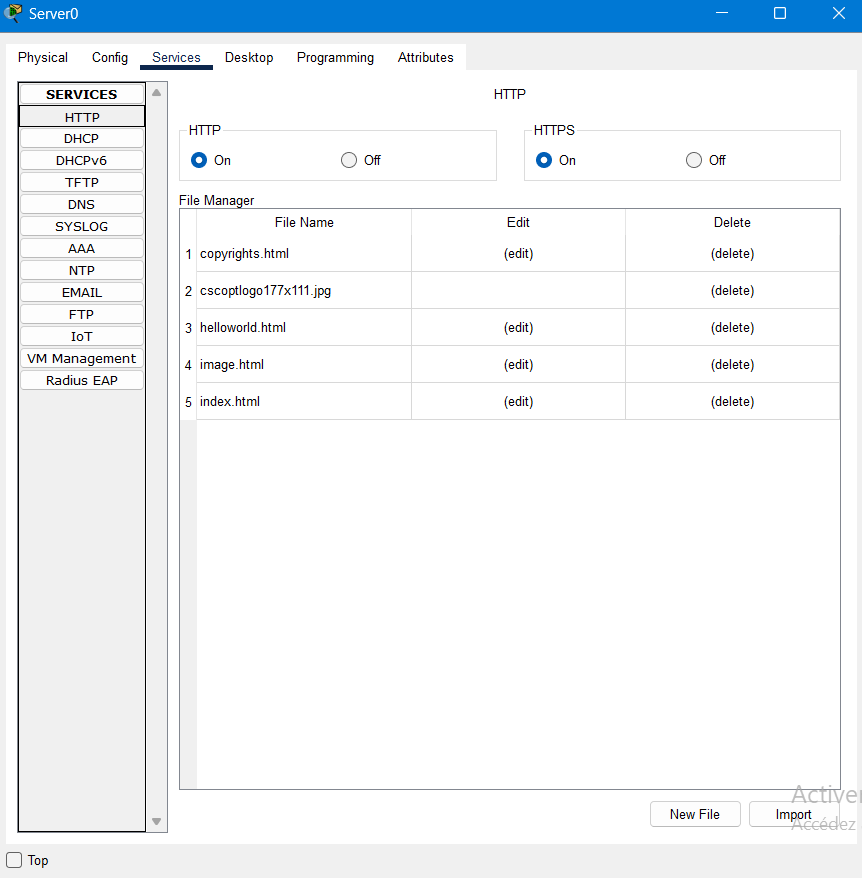 Server0
Physical Config Services Desktop Programming Attributes
SERVICES
HTTP
DHCP
DHCPv6
TFTP
DNS
SYSLOG
AAA
NTP
EMAIL
FTP
IoT
VM Management
Radius EAP
HTTP
HTTP
On Off
HTTPS
On Off
File Manager
File Name Edit Delete
1 copyrights.html (edit) (delete)
2 cscoptlogo177x111.jpg (delete)
3 helloworld.html (edit) (delete)
4 image.html (edit) (delete)
5 index.html (edit) (delete)
New File Import
Activer
Accédez
Top